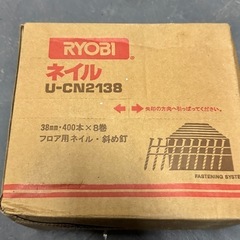 RYOBI
ネイル
U-CN2138
矢印の方向へ引っぱってください。
38mm・400本×8巻
フロア用ネイル・斜め釘
FASTENING SYSTEM